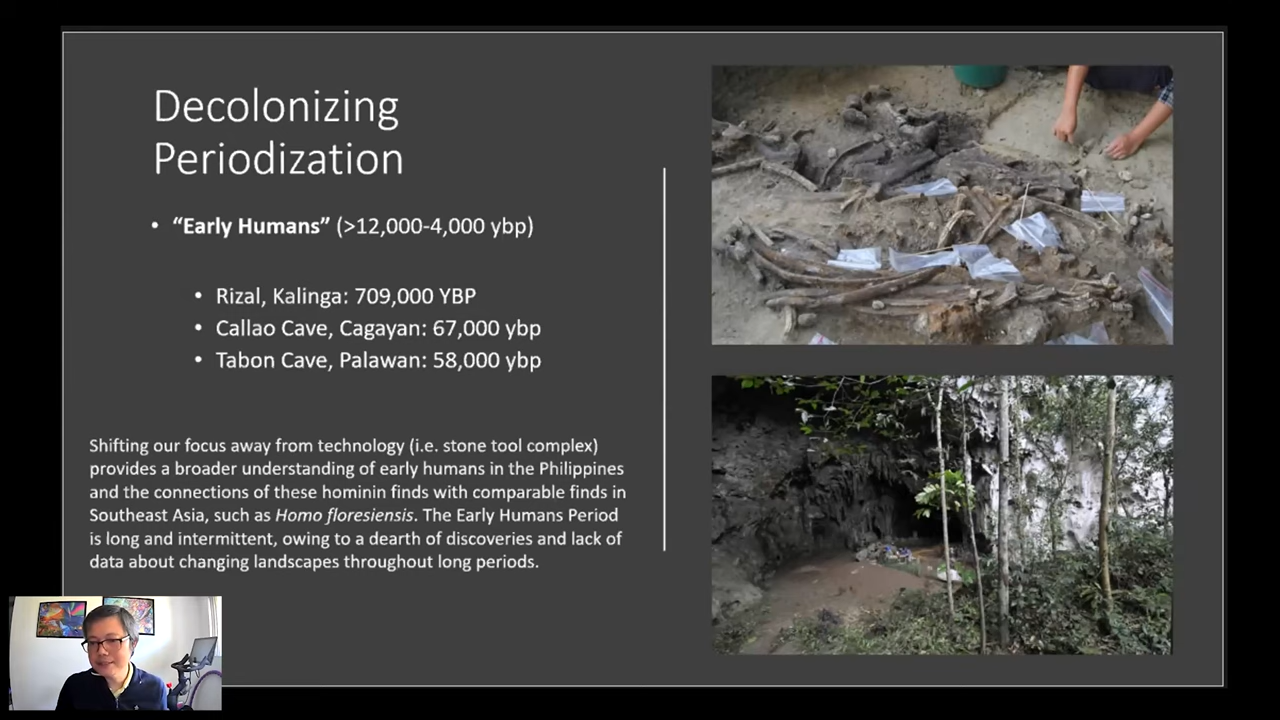 Decolonizing
Periodization
• “Early Humans” (>12,000-4,000 ybp)
• Rizal, Kalinga: 709,000 YBP
• Callao Cave, Cagayan: 67,000 ybp
• Tabon Cave, Palawan: 58,000 ybp
Shifting our focus away from technology (i.e. stone tool complex)
provides a broader understanding of early humans in the Philippines
and the connections of these hominin finds with comparable finds in
Southeast Asia, such as Homo floresiensis. The Early Humans Period
is long and intermittent, owing to a dearth of discoveries and lack of
data about changing landscapes throughout long periods.